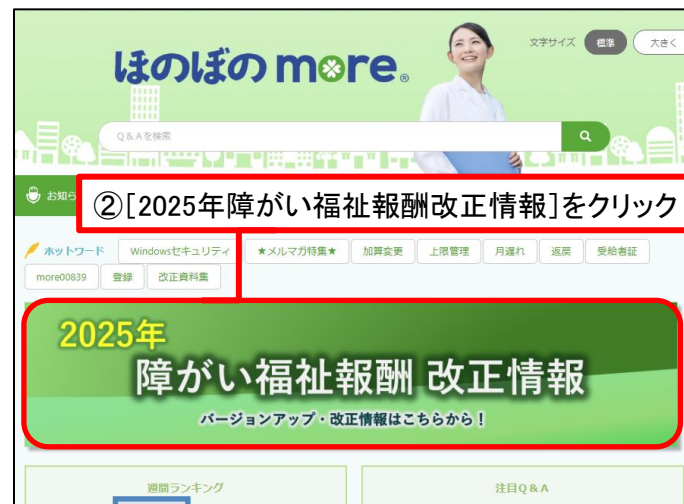 ほのぼの more®
文字サイズ 標準 大きく
Q&Aを検索
お知ら
②[2025年障がい福祉報酬改正情報]をクリック
ホットワード Windowsセキュリティ ★メルマガ特集★ 加算変更 上限管理 月遅れ 返戻 受給者証
more00839 登録 改正資料集
2025年
障がい福祉報酬 改正情報
バージョンアップ・改正情報はこちらから！
週間ランキング 注目Q&A